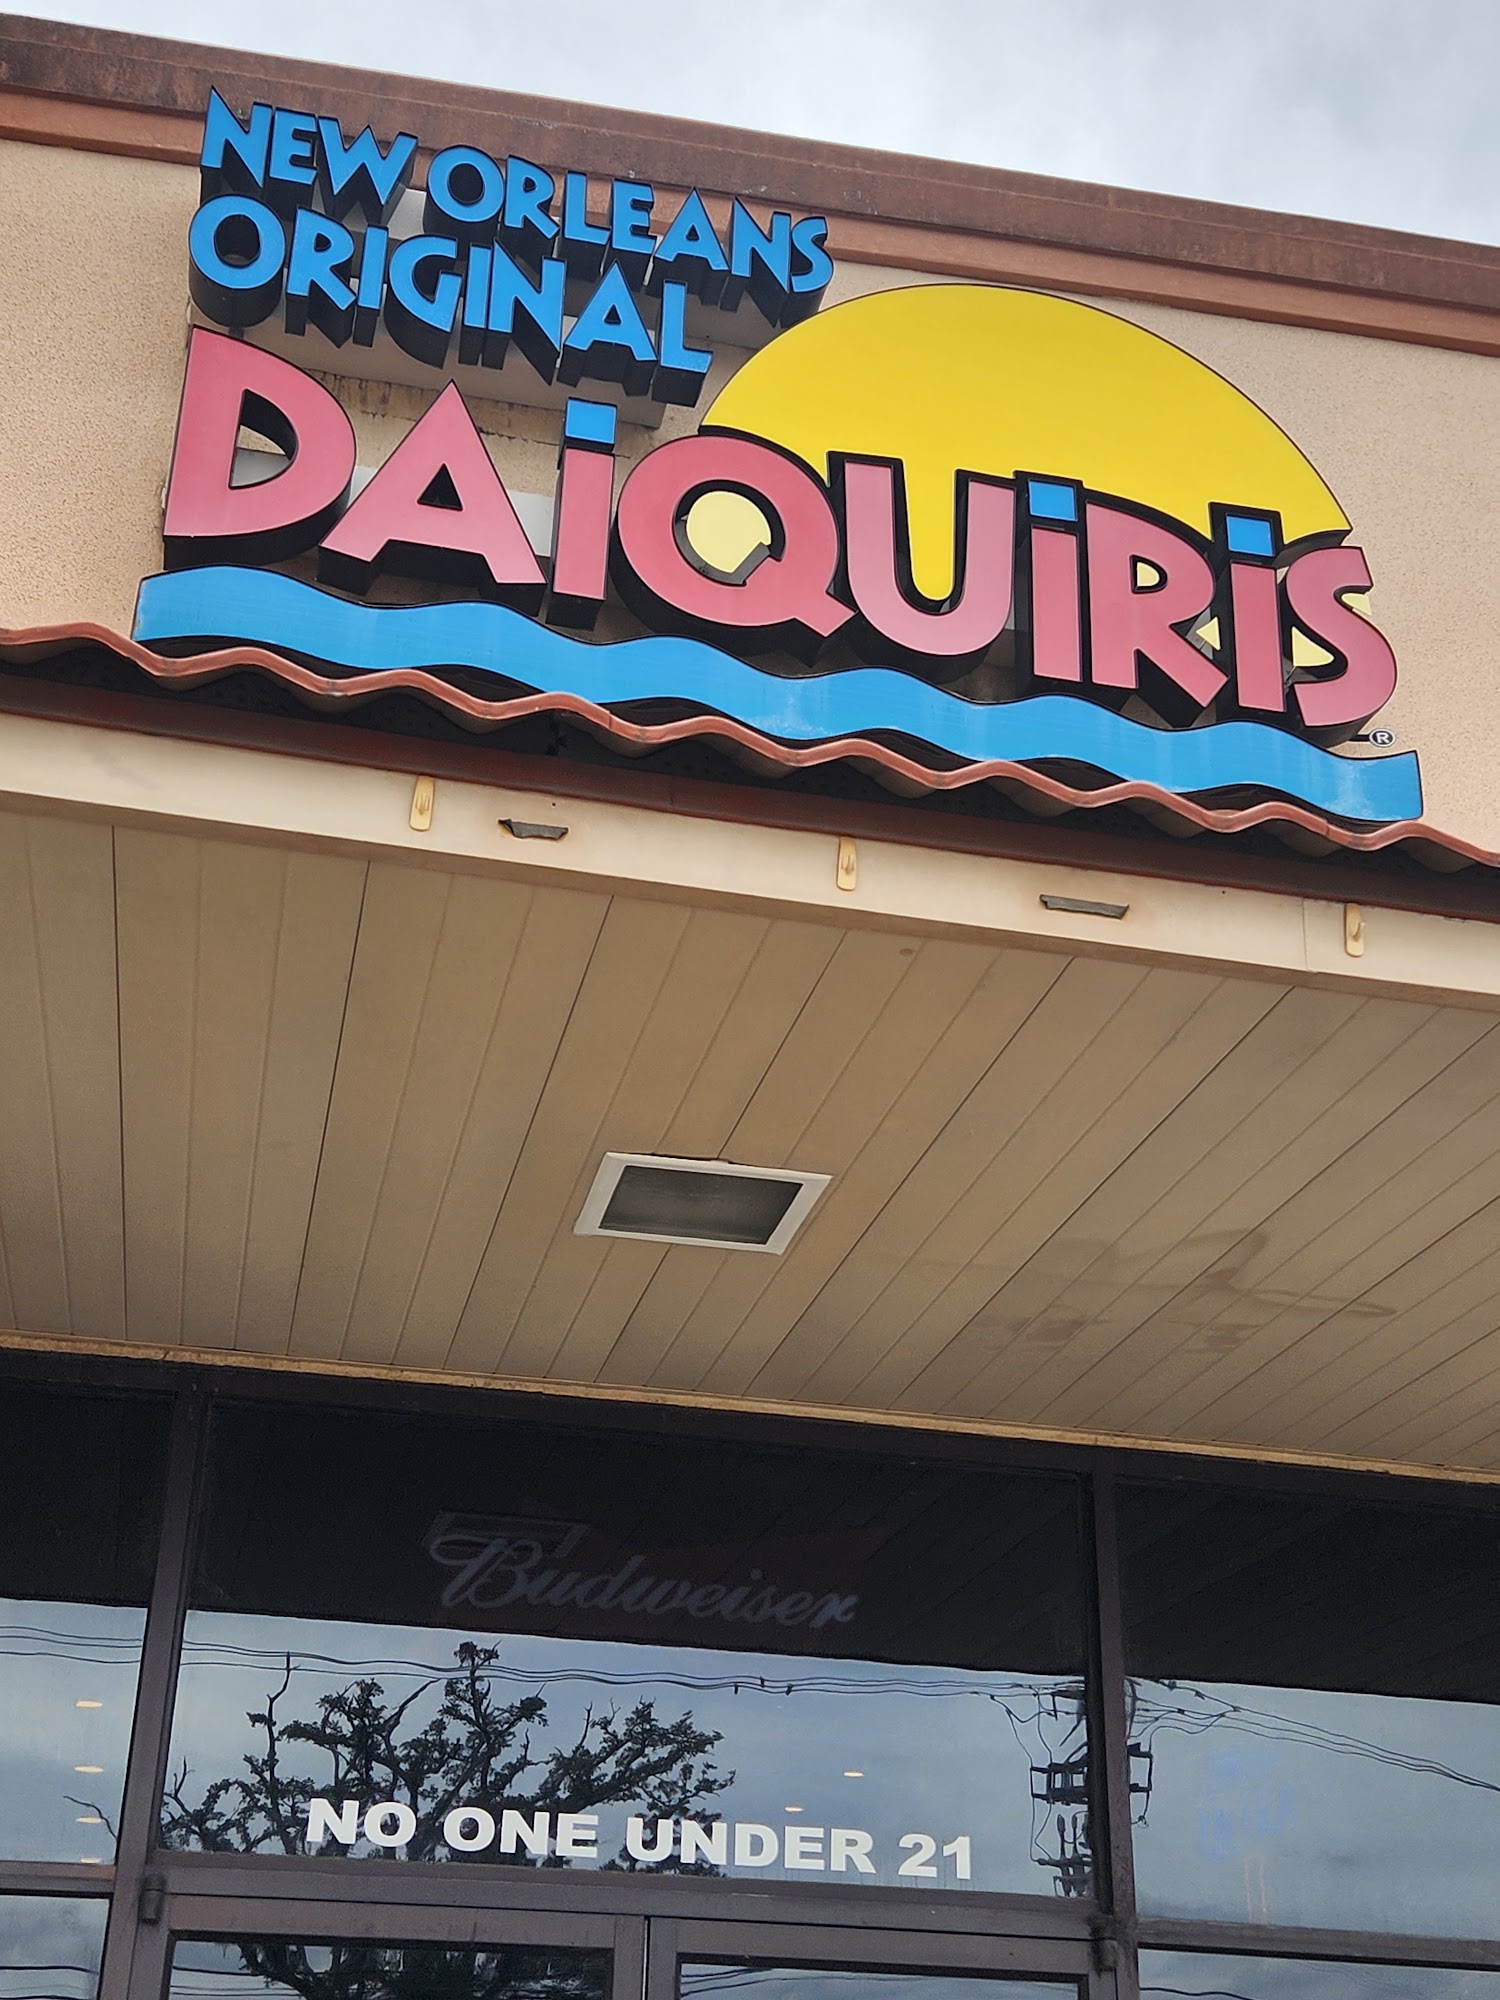 NEW ORLEANS
ORIGINAL
DAiQUiRiS
®
Budweiser
NO ONE UNDER 21